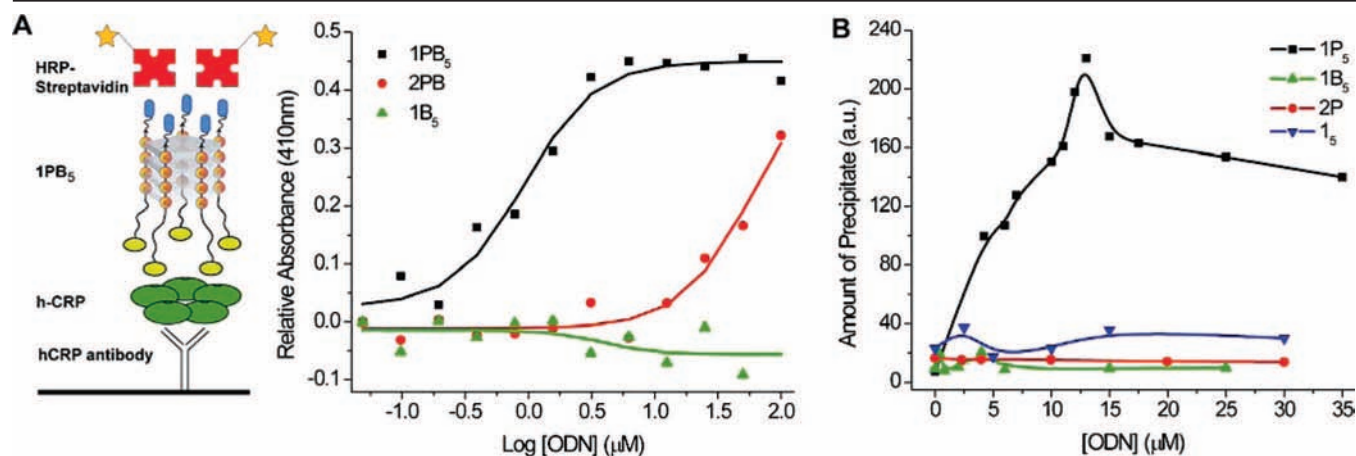 A
HRP-
Streptavidin
1PB₅
h-CRP
hCRP antibody
Relative Absorbance (410nm)
0.5
0.4
0.3
0.2
0.1
0.0
-0.1
1PB₅
2PB
1B₅
-1.0 -0.5 0.0 0.5 1.0 1.5 2.0
Log [ODN] (μM)
B
Amount of Precipitate (a.u.)
240
200
160
120
80
40
0
1P₅
1B₅
2P
1₅
0 5 10 15 20 25 30 35
[ODN] (μM)